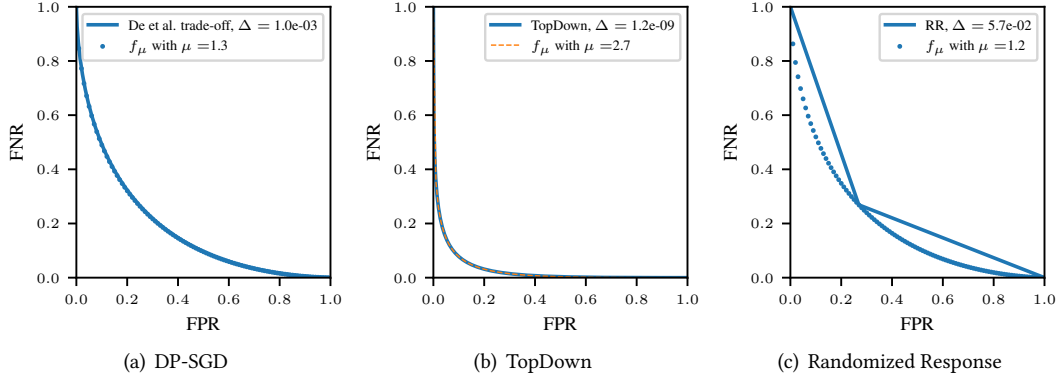 De et al. trade-off, Δ = 1.0e-03
f_μ with μ =1.3
1.0
0.8
0.6
0.4
0.2
0.0
FNR
0.0 0.2 0.4 0.6 0.8 1.0
FPR
(a) DP-SGD
TopDown, Δ = 1.2e-09
f_μ with μ =2.7
1.0
0.8
0.6
0.4
0.2
0.0
FNR
0.0 0.2 0.4 0.6 0.8 1.0
FPR
(b) TopDown
RR, Δ = 5.7e-02
f_μ with μ =1.2
1.0
0.8
0.6
0.4
0.2
0.0
FNR
0.0 0.2 0.4 0.6 0.8 1.0
FPR
(c) Randomized Response